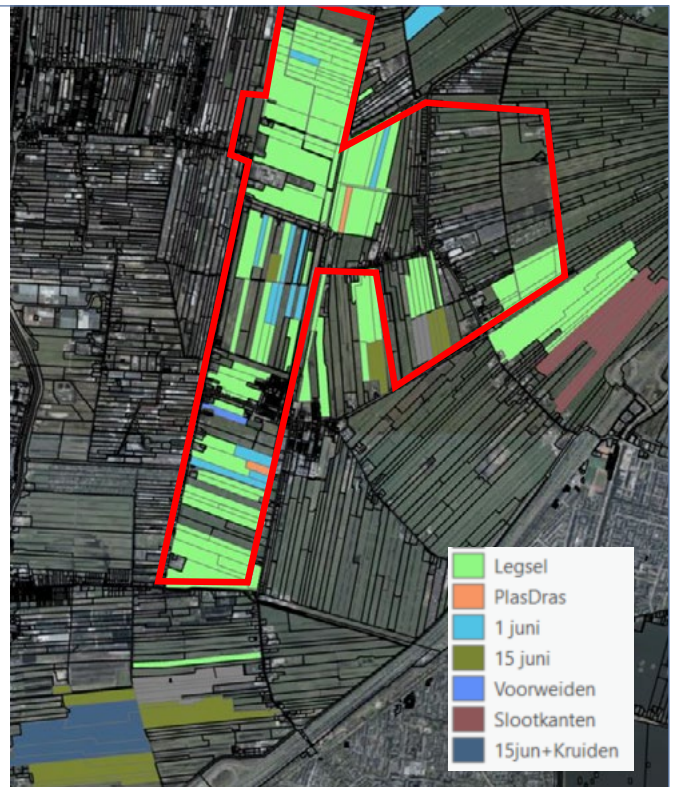 Legsel
PlasDras
1 juni
15 juni
Voorweiden
Slootkanten
15jun+Kruiden